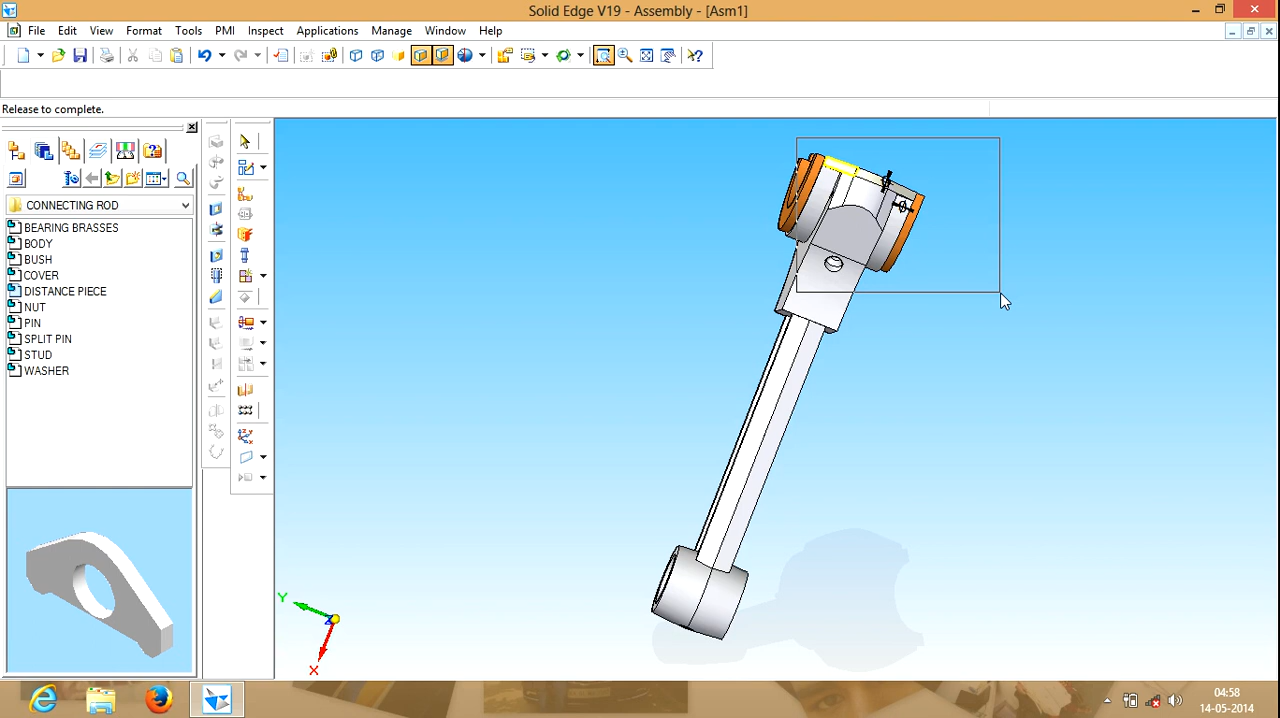 Solid Edge V19 - Assembly - [Asm1]
File Edit View Format Tools PMI Inspect Applications Manage Window Help
Release to complete.
CONNECTING ROD
BEARING BRASSES
BODY
BUSH
COVER
DISTANCE PIECE
NUT
PIN
SPLIT PIN
STUD
WASHER
Y
Z
X
04:58
14-05-2014